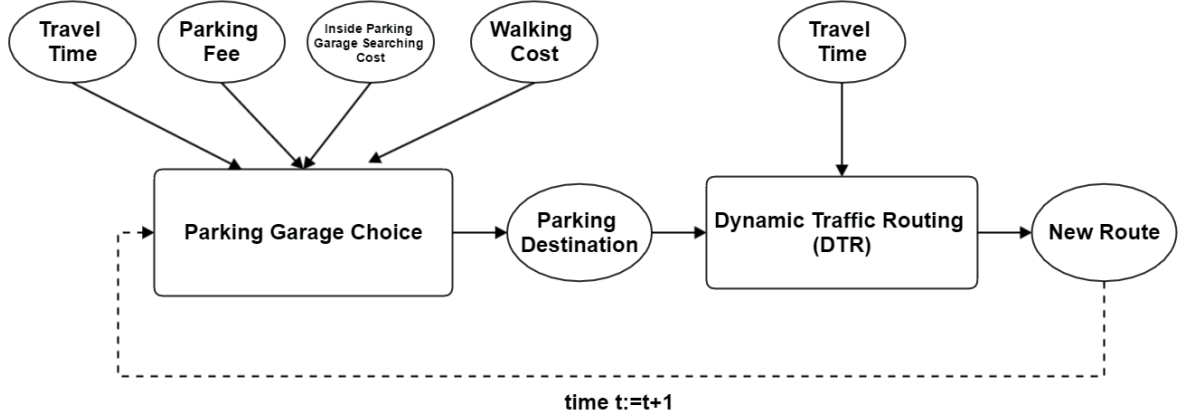 Travel
Time
Parking
Fee
Inside Parking
Garage Searching
Cost
Walking
Cost
Travel
Time
Parking Garage Choice
Parking
Destination
Dynamic Traffic Routing
(DTR)
New Route
time t:=t+1